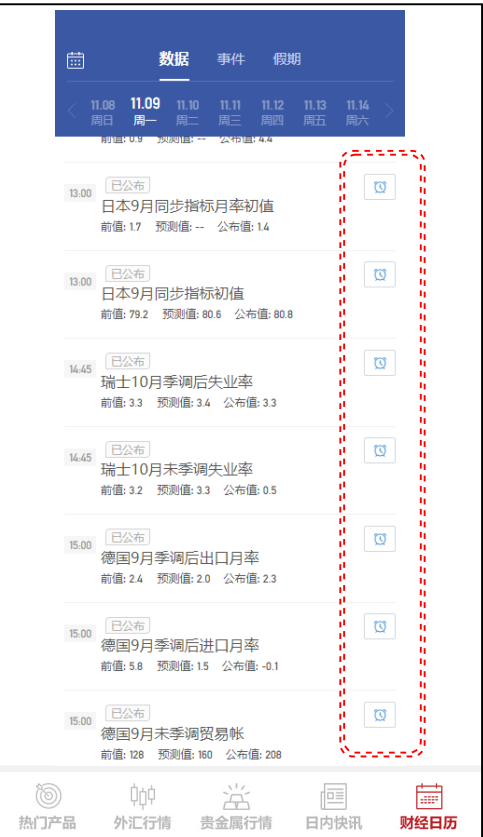 数据 事件 假期
11.08 11.09 11.10 11.11 11.12 11.13 11.14
周日 周一 周二 周三 周四 周五 周六
前值: 0.9 预测值: -- 公布值: 4.4
已公布
13:00
日本9月同步指标月率初值
前值: 1.7 预测值: -- 公布值: 1.4
已公布
13:00
日本9月同步指标初值
前值: 79.2 预测值: 80.6 公布值: 80.8
已公布
14:45
瑞士10月季调后失业率
前值: 3.3 预测值: 3.4 公布值: 3.3
已公布
14:45
瑞士10月未季调失业率
前值: 3.2 预测值: 3.3 公布值: 0.5
已公布
15:00
德国9月季调后出口月率
前值: 2.4 预测值: 2.0 公布值: 2.3
已公布
15:00
德国9月季调后进口月率
前值: 5.8 预测值: 1.5 公布值: -0.1
已公布
15:00
德国9月未季调贸易帐
前值: 128 预测值: 160 公布值: 208
热门产品 外汇行情 贵金属行情 日内快讯 财经日历